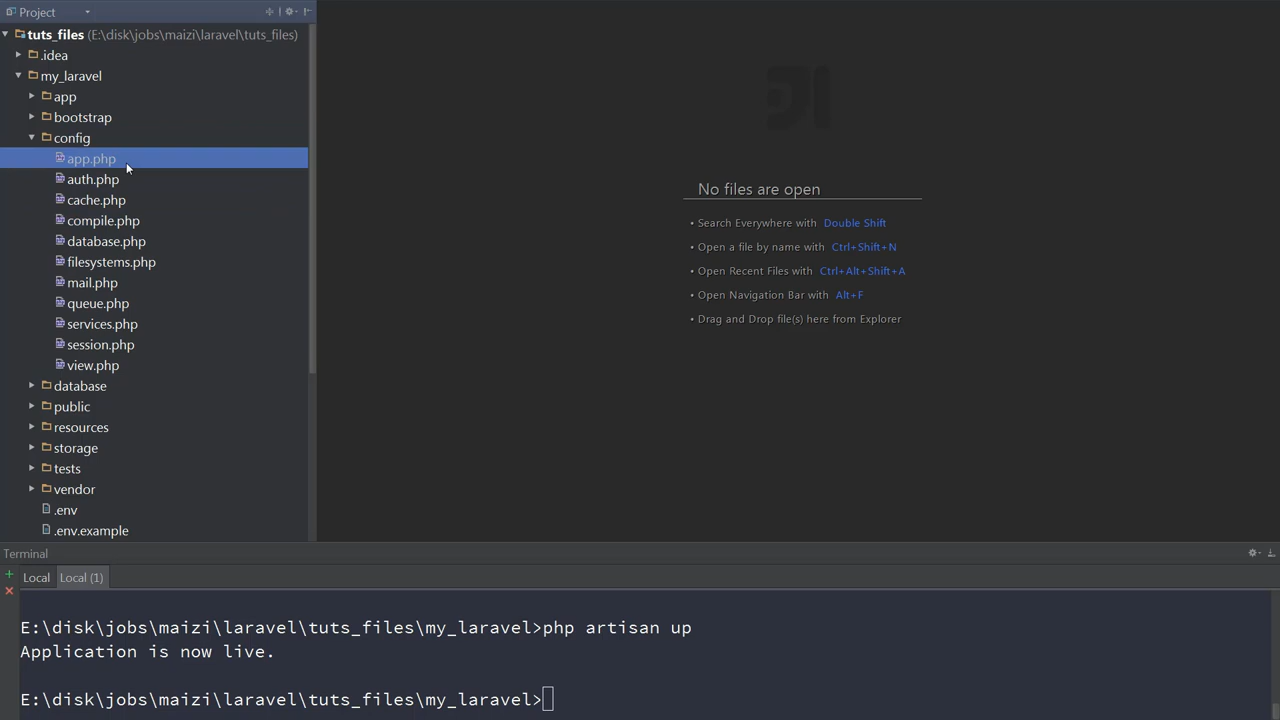 Project
tuts_files (E:\disk\jobs\maizi\laravel\tuts_files)
.idea
my_laravel
app
bootstrap
config
app.php
auth.php
cache.php
compile.php
database.php
filesystems.php
mail.php
queue.php
services.php
session.php
view.php
database
public
resources
storage
tests
vendor
.env
.env.example
No files are open
• Search Everywhere with Double Shift
• Open a file by name with Ctrl+Shift+N
• Open Recent Files with Ctrl+Alt+Shift+A
• Open Navigation Bar with Alt+F
• Drag and Drop file(s) here from Explorer
Terminal
Local Local (1)
E:\disk\jobs\maizi\laravel\tuts_files\my_laravel>php artisan up
Application is now live.
E:\disk\jobs\maizi\laravel\tuts_files\my_laravel>